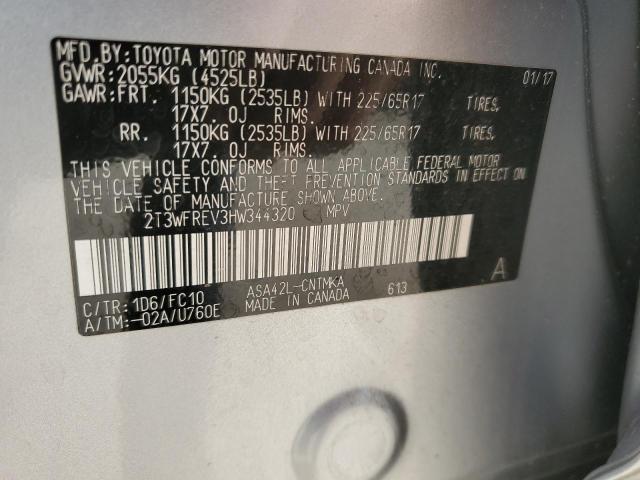 MFD.BY: TOYOTA MOTOR MANUFACTURING CANADA INC.
GVWR: 2055KG (4525LB) 01/17
GAWR: FRT. 1150KG (2535LB) WITH 225/65R17 TIRES,
17X7.0J RIMS.
RR. 1150KG (2535LB) WITH 225/65R17 TIRES,
17X7.0J RIMS.
THIS VEHICLE CONFORMS TO ALL APPLICABLE FEDERAL MOTOR
VEHICLE SAFETY AND THEFT PREVENTION STANDARDS IN EFFECT ON
THE DATE OF MANUFACTURE SHOWN ABOVE.
2T3WFREV3HW344320 MPV
C/TR: 1D6/FC10 ASA42L-CNTMKA 613 A
A/TM:-02A/U760E MADE IN CANADA